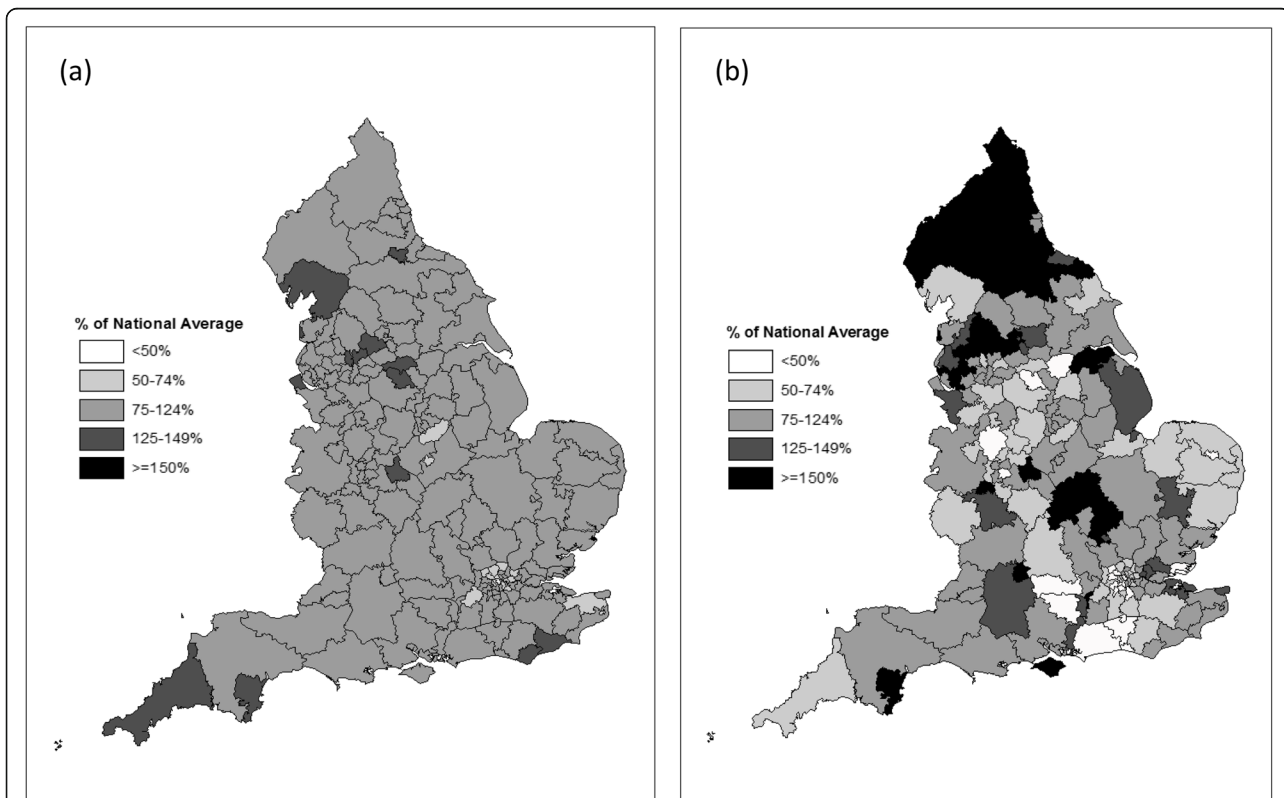 (a)
% of National Average
<50%
50-74%
75-124%
125-149%
>=150%
(b)
% of National Average
<50%
50-74%
75-124%
125-149%
>=150%